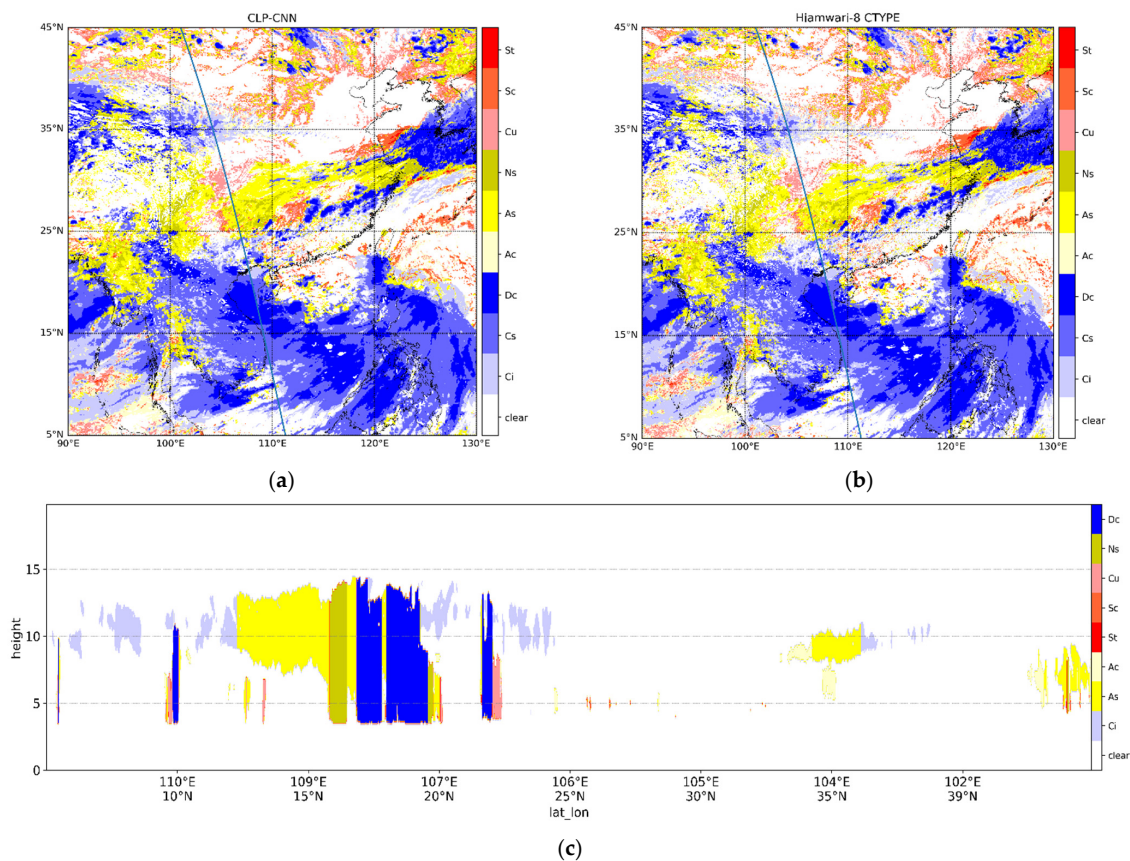 CLP-CNN
45°N
35°N
25°N
15°N
5°N
90°E
100°E
110°E
120°E
130°E
St
Sc
Cu
Ns
As
Ac
Dc
Cs
Ci
clear
(a)
Hiamwari-8 CTYPE
45°N
35°N
25°N
15°N
5°N
90°E
100°E
110°E
120°E
130°E
St
Sc
Cu
Ns
As
Ac
Dc
Cs
Ci
clear
(b)
height
15
10
5
0
110°E
10°N
109°E
15°N
107°E
20°N
106°E
25°N
105°E
30°N
104°E
35°N
102°E
39°N
lat_lon
Dc
Ns
Cu
Sc
St
Ac
As
Ci
clear
(c)